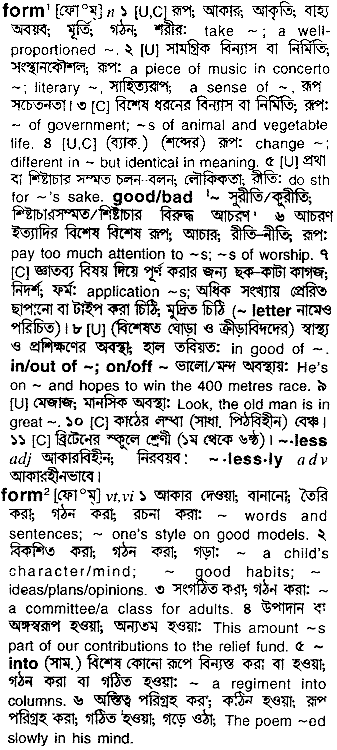 form¹ [ফো°ম্] n ১ [U,C] রূপ; আকার; আকৃতি; বাহ্য
অবয়ব; মূর্তি; গঠন; শরীর: take ~; a well-
proportioned ~. ২ [U] সামগ্রিক বিন্যাস বা নির্মিতি;
সংস্থানকৌশল; রূপ: a piece of music in concerto
~; literary ~, সাহিত্যরূপ; a sense of ~. রূপ
সচেতনতা। ৩ [C] বিশেষ ধরনের বিন্যাস বা নির্মিতি; রূপ:
~ of government; ~s of animal and vegetable
life. ৪ [U,C] (ব্যাক.) (শব্দের) রূপ: change ~;
different in ~ but identical in meaning. ৫ [U] প্রথা
বা শিষ্টাচার সম্মত চলন-বলন; লৌকিকতা; রীতি: do sth
for ~'s sake. good/bad ~ সুরীতি/কুরীতি;
শিষ্টাচারসম্মত/শিষ্টাচার বিরুদ্ধ আচরণ। ৬ আচরণ
ইত্যাদির বিশেষ বিশেষ রূপ; আচার; রীতি-নীতি; রূপ:
pay too much attention to ~s; ~s of worship. ৭
[C] জ্ঞাতব্য বিষয় দিয়ে পূর্ণ করার জন্য ছক-কাটা কাগজ;
নিদর্শ; ফর্ম: application ~s; অধিক সংখ্যায় প্রেরিত
ছাপানো বা টাইপ করা চিঠি; মুদ্রিত চিঠি (~ letter নামেও
পরিচিত)। ৮ [U] (বিশেষত ঘোড়া ও ক্রীড়াবিদদের) স্বাস্থ্য
ও প্রশিক্ষণের অবস্থা; হাল তবিয়ত: in good of ~.
in/out of ~; on/off ~ ভালো/মন্দ অবস্থায়: He's
on ~ and hopes to win the 400 metres race. ৯
[U] মেজাজ; মানসিক অবস্থা: Look, the old man is in
great ~. ১০ [C] কাঠের লম্বা (সাধা. পিঠবিহীন) বেঞ্চ।
১১ [C] ব্রিটেনের স্কুলে শ্রেণী (১ম থেকে ৬ষ্ঠ)। ~·less
adj আকারবিহীন; নিরবয়ব: ~·less·ly adv
আকারহীনভাবে।
form² [ফো°ম্] vt,vi ১ আকার দেওয়া; বানানো; তৈরি
করা; গঠন করা; রচনা করা: ~ words and
sentences; ~ one's style on good models. ২
বিকশিত করা; গঠন করা; গড়া: ~ a child's
character/mind; ~ good habits; ~
ideas/plans/opinions. ৩ সংগঠিত করা; গঠন করা: ~
a committee/a class for adults. ৪ উপাদান বা
অঙ্গস্বরূপ হওয়া; অন্যতম হওয়া: This amount ~s
part of our contributions to the relief fund. ৫ ~
into (সাম.) বিশেষ কোনো রূপে বিন্যস্ত করা বা হওয়া;
গঠন করা বা গঠিত হওয়া: ~ a regiment into
columns. ৬ অস্তিত্ব পরিগ্রহ কর; কঠিন হওয়া; রূপ
পরিগ্রহ করা; গঠিত হওয়া; গড়ে ওঠা; The poem ~ed
slowly in his mind.